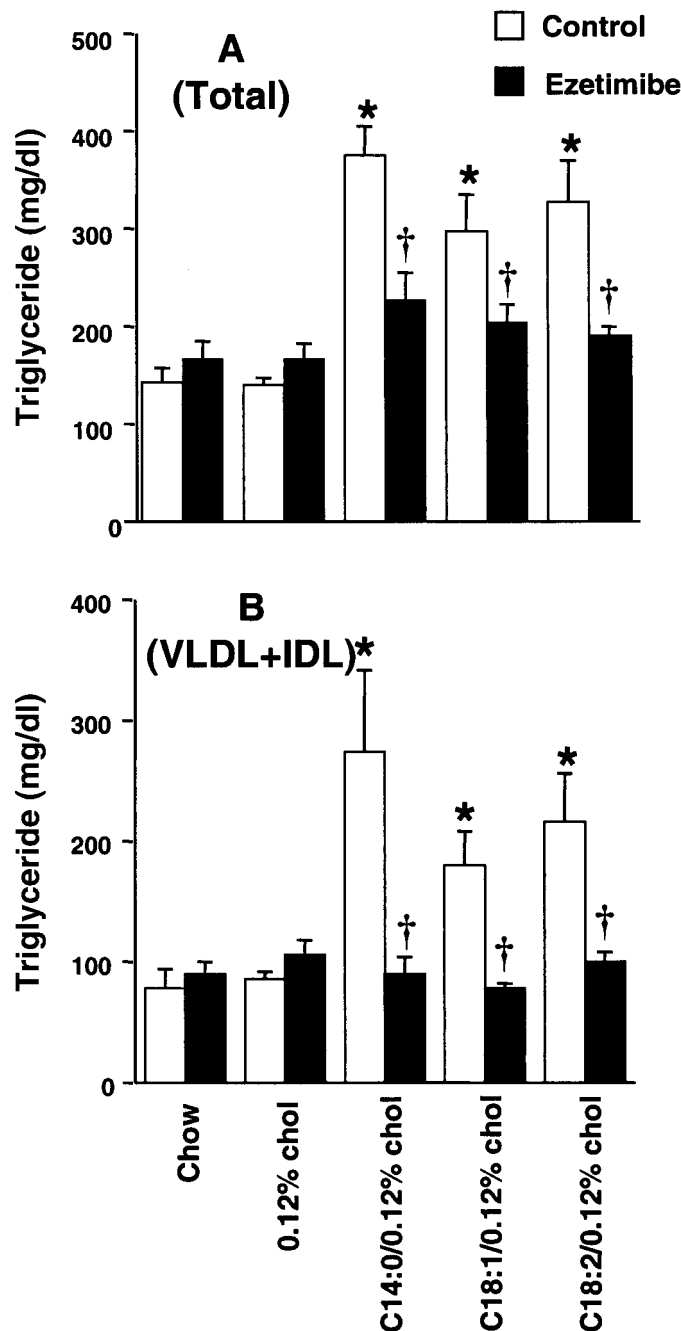 Control
Ezetimibe
A
(Total)
Triglyceride (mg/dl)
500
400
300
200
100
0
*
*
*
†
†
†
B
(VLDL+IDL)
Triglyceride (mg/dl)
400
300
200
100
0
*
*
*
†
†
†
Chow
0.12% chol
C14:0/0.12% chol
C18:1/0.12% chol
C18:2/0.12% chol